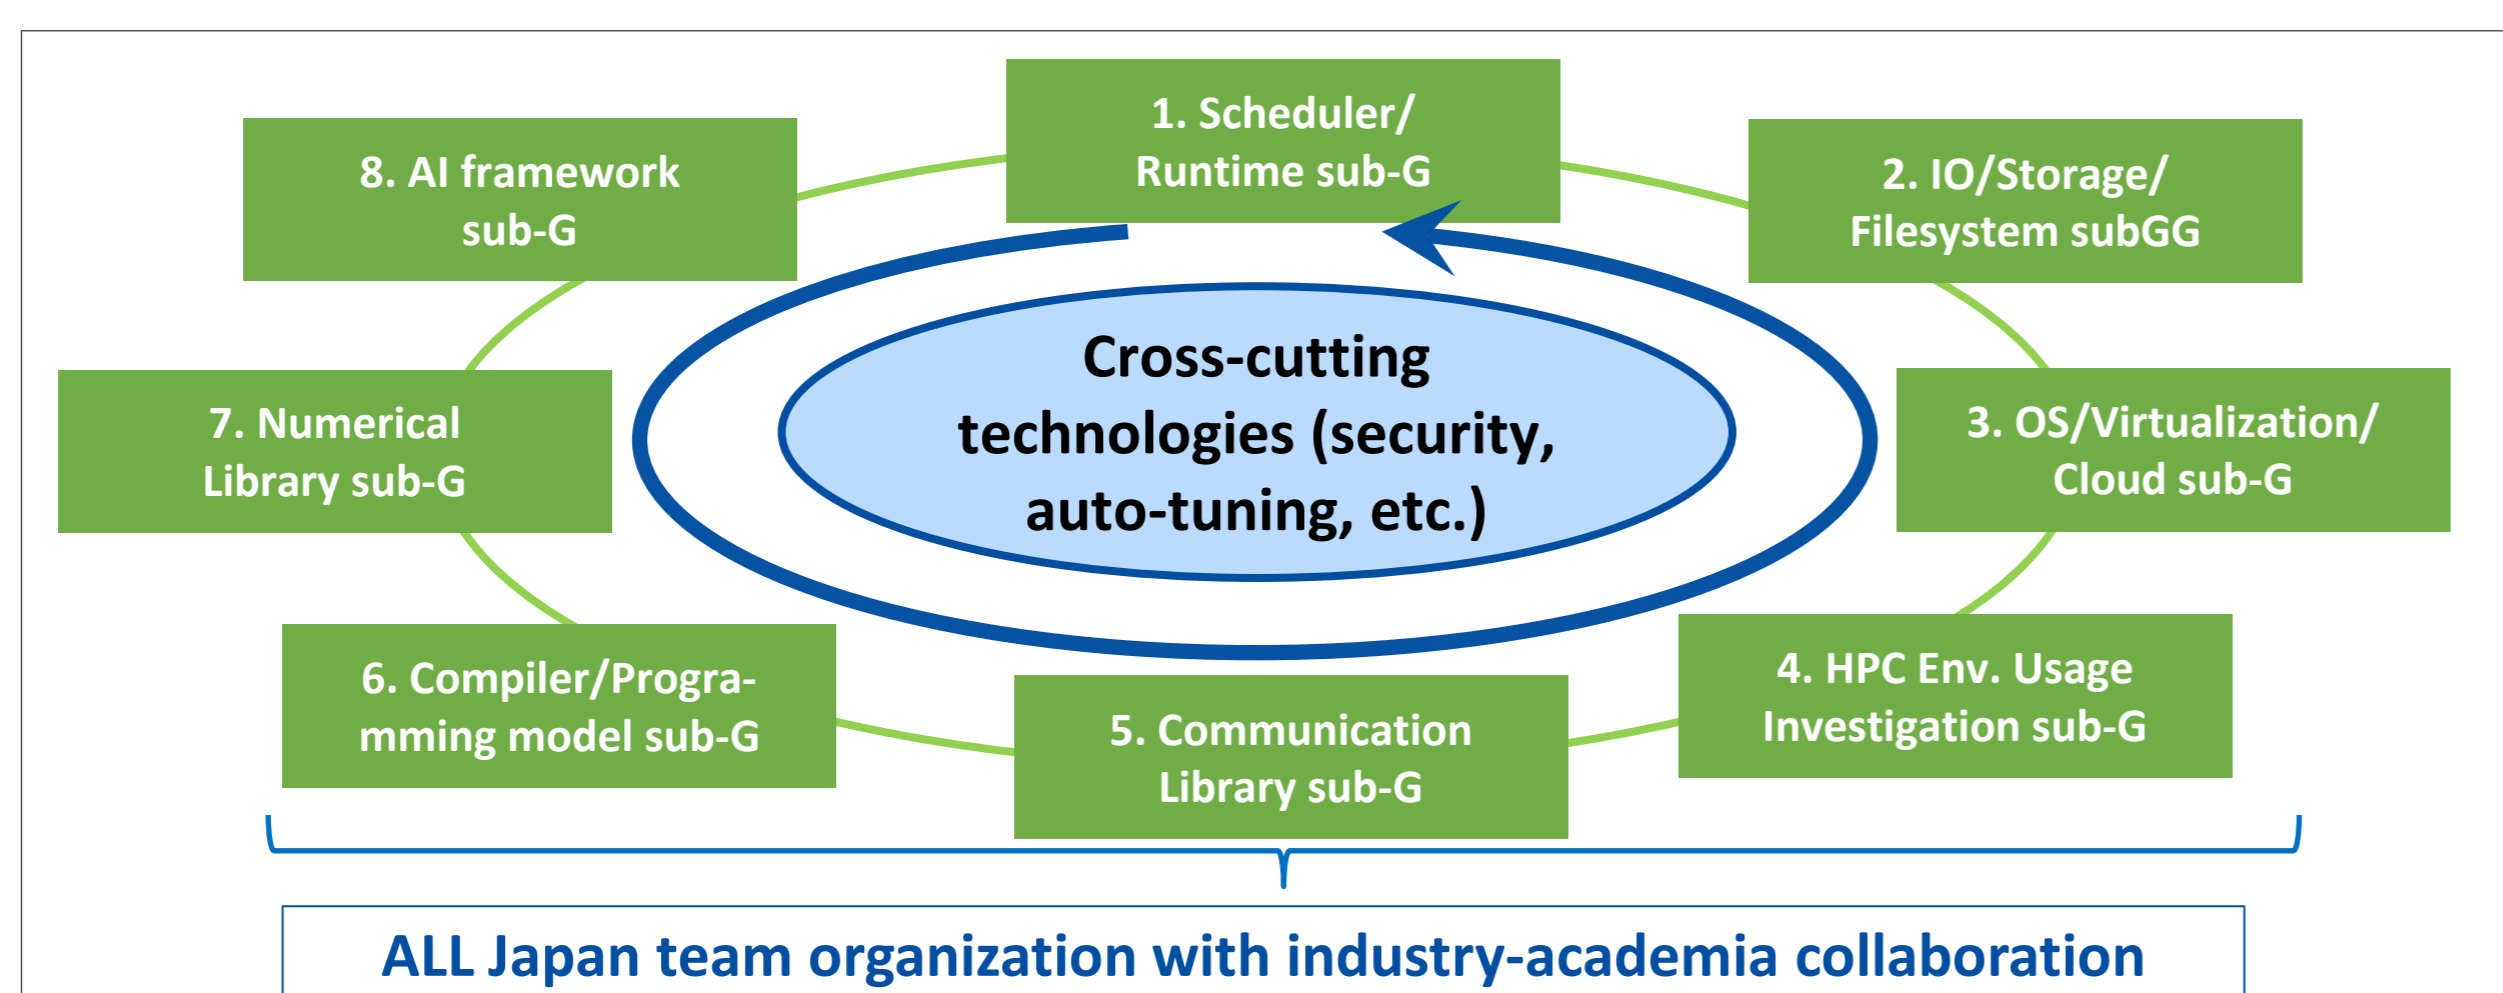 1. Scheduler/
Runtime sub-G
2. IO/Storage/
Filesystem subGG
3. OS/Virtualization/
Cloud sub-G
4. HPC Env. Usage
Investigation sub-G
5. Communication
Library sub-G
6. Compiler/Progra-
mming model sub-G
7. Numerical
Library sub-G
8. AI framework
sub-G
Cross-cutting
technologies (security,
auto-tuning, etc.)
ALL Japan team organization with industry-academia collaboration